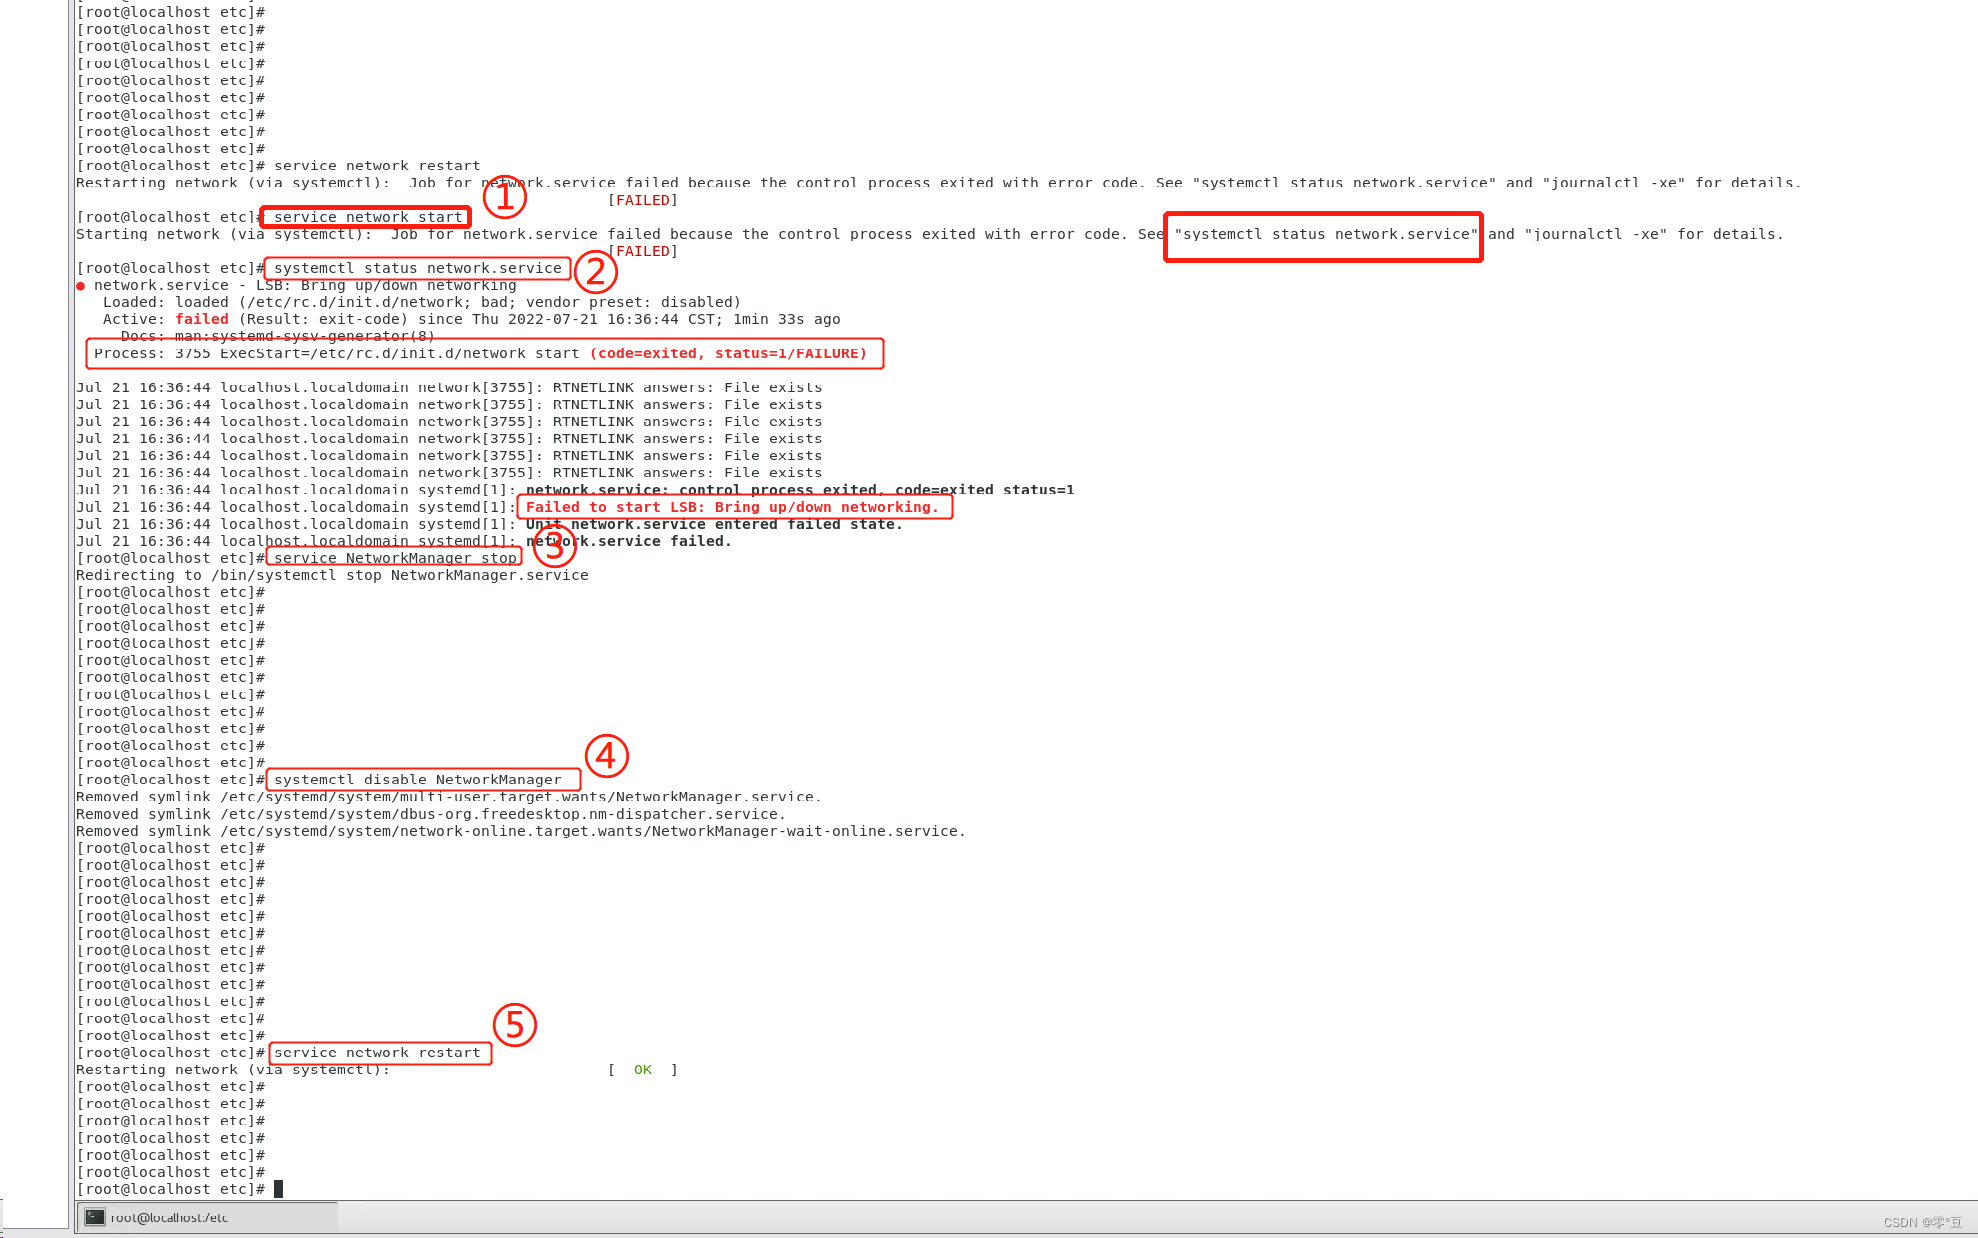 [root@localhost etc]#
[root@localhost etc]#
[root@localhost etc]#
[root@localhost etc]#
[root@localhost etc]#
[root@localhost etc]#
[root@localhost etc]#
[root@localhost etc]#
[root@localhost etc]#
[root@localhost etc]# service network restart
Restarting network (via systemctl):  Job for network.service failed because the control process exited with error code. See "systemctl status network.service" and "journalctl -xe" for details.
①
[FAILED]
[root@localhost etc]# service network start
Starting network (via systemctl):  Job for network.service failed because the control process exited with error code. See "systemctl status network.service" and "journalctl -xe" for details.
[FAILED]
[root@localhost etc]# systemctl status network.service ②
● network.service - LSB: Bring up/down networking
Loaded: loaded (/etc/rc.d/init.d/network; bad; vendor preset: disabled)
Active: failed (Result: exit-code) since Thu 2022-07-21 16:36:44 CST; 1min 33s ago
Docs: man:systemd-sysv-generator(8)
Process: 3755 ExecStart=/etc/rc.d/init.d/network start (code=exited, status=1/FAILURE)
Jul 21 16:36:44 localhost.localdomain network[3755]: RTNETLINK answers: File exists
Jul 21 16:36:44 localhost.localdomain network[3755]: RTNETLINK answers: File exists
Jul 21 16:36:44 localhost.localdomain network[3755]: RTNETLINK answers: File exists
Jul 21 16:36:44 localhost.localdomain network[3755]: RTNETLINK answers: File exists
Jul 21 16:36:44 localhost.localdomain network[3755]: RTNETLINK answers: File exists
Jul 21 16:36:44 localhost.localdomain network[3755]: RTNETLINK answers: File exists
Jul 21 16:36:44 localhost.localdomain systemd[1]: network.service: control process exited, code=exited status=1
Jul 21 16:36:44 localhost.localdomain systemd[1]: Failed to start LSB: Bring up/down networking.
Jul 21 16:36:44 localhost.localdomain systemd[1]: Unit network.service entered failed state.
Jul 21 16:36:44 localhost.localdomain systemd[1]: network.service failed.
[root@localhost etc]# service NetworkManager stop ③
Redirecting to /bin/systemctl stop NetworkManager.service
[root@localhost etc]#
[root@localhost etc]#
[root@localhost etc]#
[root@localhost etc]#
[root@localhost etc]#
[root@localhost etc]#
[root@localhost etc]#
[root@localhost etc]#
[root@localhost etc]#
[root@localhost etc]#
[root@localhost etc]#
④
[root@localhost etc]# systemctl disable NetworkManager
Removed symlink /etc/systemd/system/multi-user.target.wants/NetworkManager.service.
Removed symlink /etc/systemd/system/dbus-org.freedesktop.nm-dispatcher.service.
Removed symlink /etc/systemd/system/network-online.target.wants/NetworkManager-wait-online.service.
[root@localhost etc]#
[root@localhost etc]#
[root@localhost etc]#
[root@localhost etc]#
[root@localhost etc]#
[root@localhost etc]#
[root@localhost etc]#
[root@localhost etc]#
[root@localhost etc]#
[root@localhost etc]#
[root@localhost etc]#
[root@localhost etc]#
⑤
[root@localhost etc]# service network restart
Restarting network (via systemctl):                        [  OK  ]
[root@localhost etc]#
[root@localhost etc]#
[root@localhost etc]#
[root@localhost etc]#
[root@localhost etc]#
[root@localhost etc]#
[root@localhost etc]#
root@localhost:/etc
CSDN @零°豆